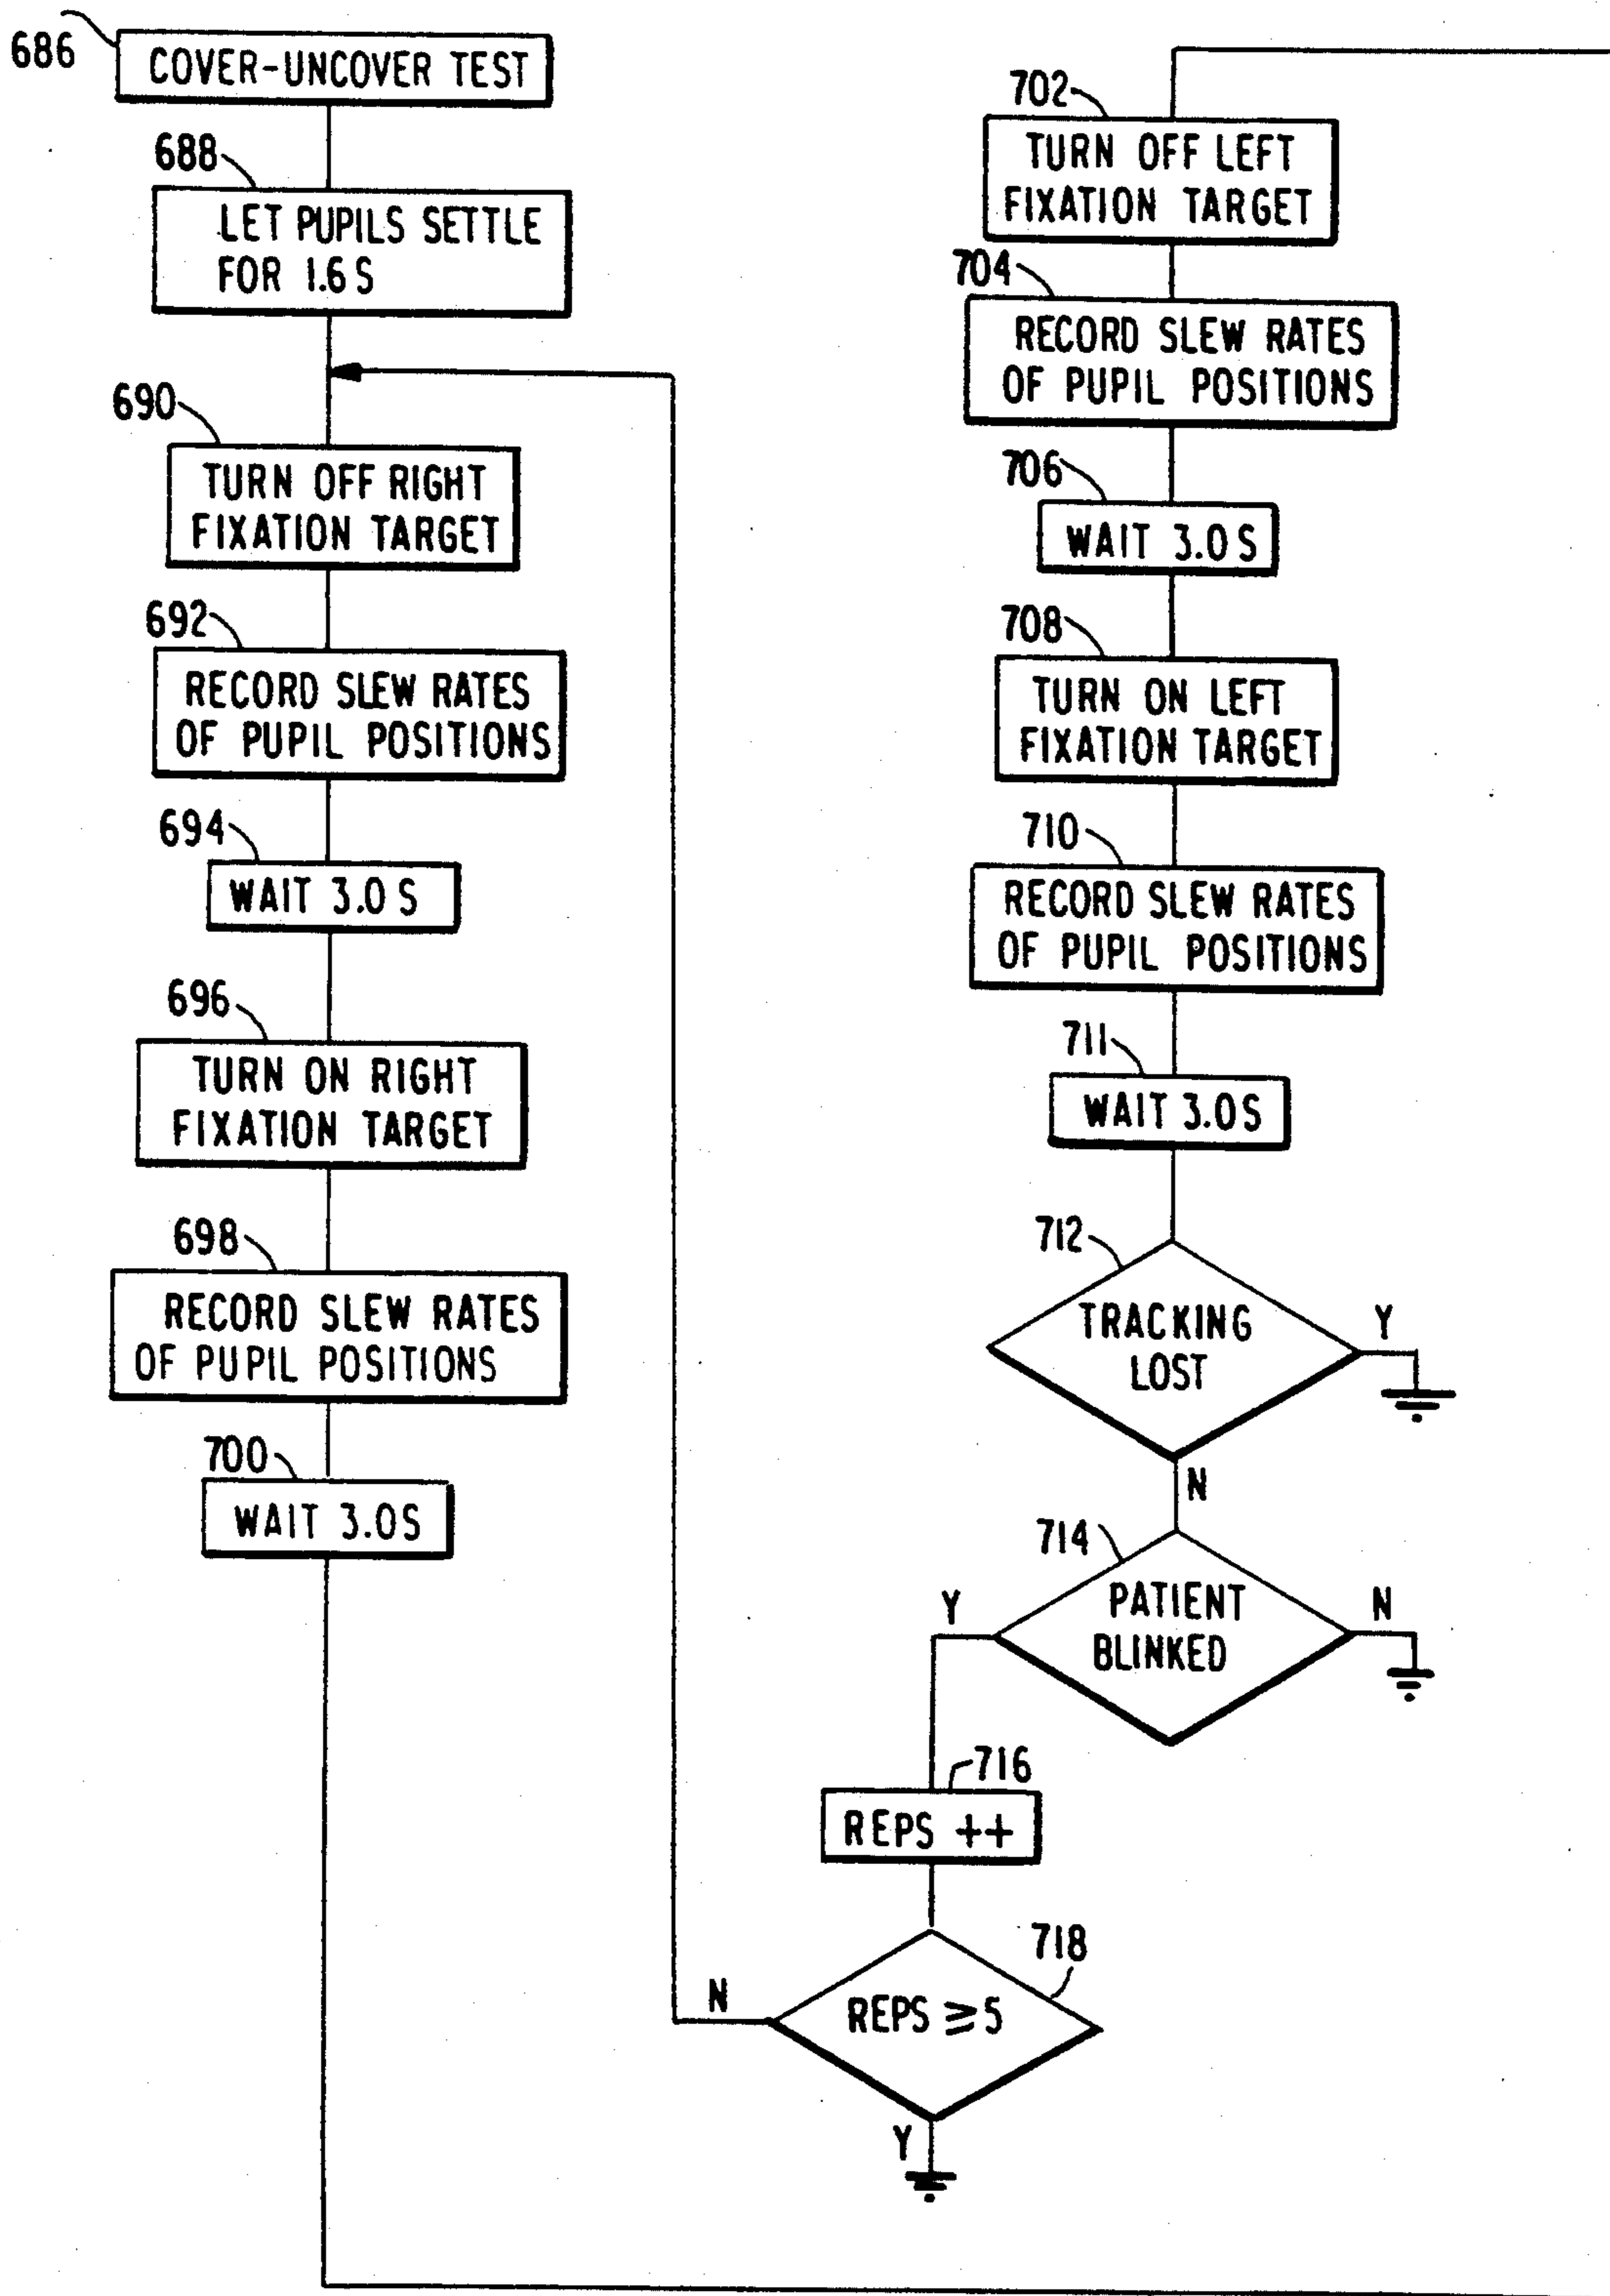 686
COVER-UNCOVER TEST
688
LET PUPILS SETTLE
FOR 1.6 S
690
TURN OFF RIGHT
FIXATION TARGET
692
RECORD SLEW RATES
OF PUPIL POSITIONS
694
WAIT 3.0 S
696
TURN ON RIGHT
FIXATION TARGET
698
RECORD SLEW RATES
OF PUPIL POSITIONS
700
WAIT 3.0S
702
TURN OFF LEFT
FIXATION TARGET
704
RECORD SLEW RATES
OF PUPIL POSITIONS
706
WAIT 3.0 S
708
TURN ON LEFT
FIXATION TARGET
710
RECORD SLEW RATES
OF PUPIL POSITIONS
711
WAIT 3.0S
712
TRACKING
LOST
Y
N
714
PATIENT
BLINKED
Y
N
716
REPS ++
718
REPS ≥ 5
N
Y